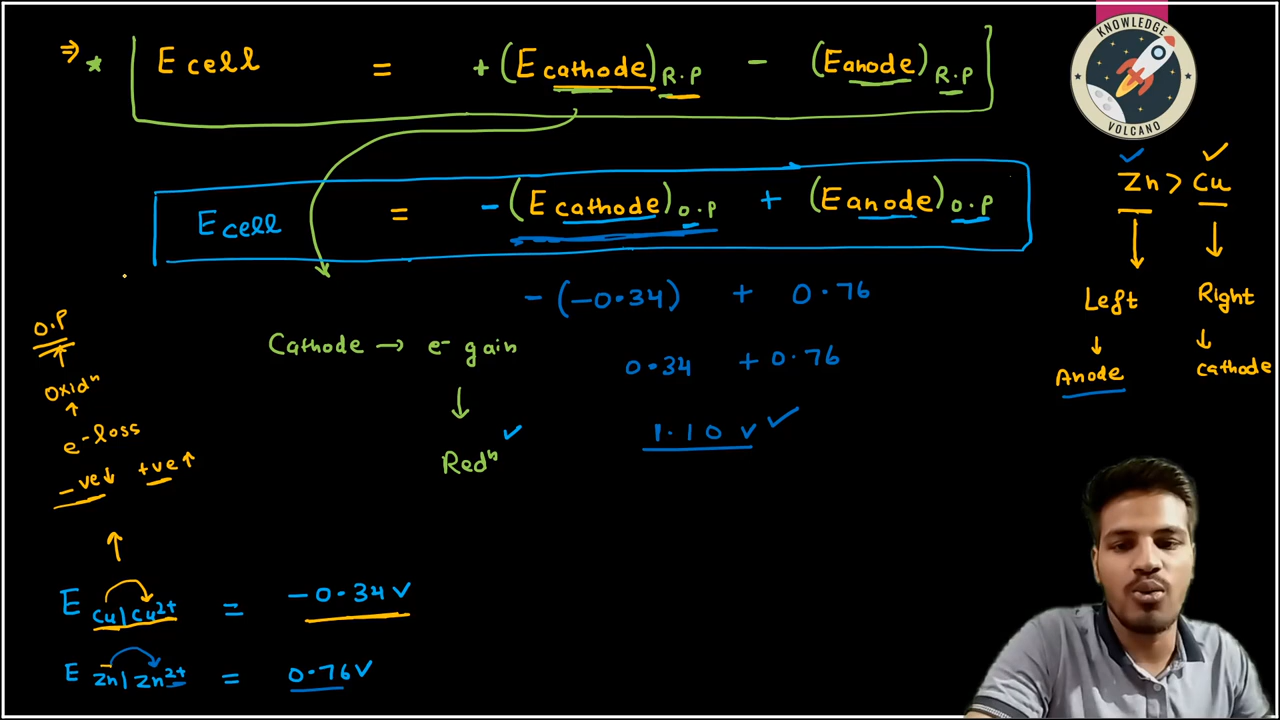 ⇒ * E cell = + (E cathode)R.P - (E anode)R.P
KNOWLEDGE
VOLCANO
E cell = - (E cathode)O.P + (E anode)O.P
Zn > Cu
- (-0.34) + 0.76
Left Right
Cathode → e- gain
0.34 + 0.76
Anode cathode
1.10 V
Redn
O.P
Oxidn
e- loss
-ve↓ +ve↑
E Cu|Cu2+ = -0.34 V
E Zn|Zn2+ = 0.76V